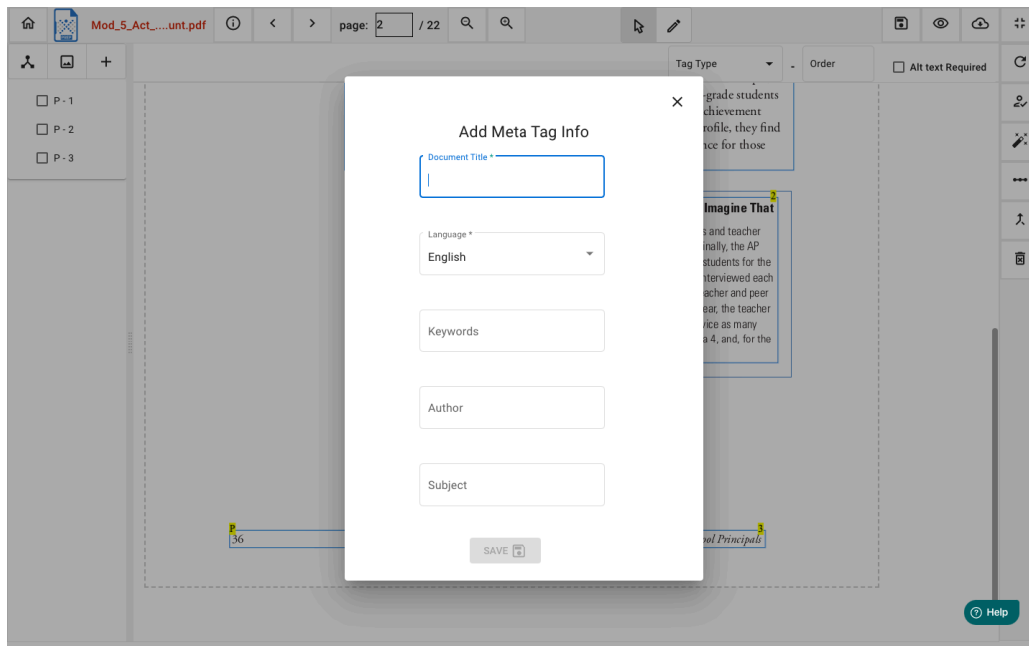 Mod_5_Act_....unt.pdf
page: 2 / 22
Tag Type - Order
Alt text Required
P - 1
P - 2
P - 3
Add Meta Tag Info
Document Title *
Language *
English
Keywords
Author
Subject
SAVE
-grade students
chievement
rofile, they find
nce for those
2
Imagine That
s and teacher
inally, the AP
students for the
nterviewed each
eacher and peer
ear, the teacher
vice as many
a 4, and, for the
P
36
3
ool Principals
Help